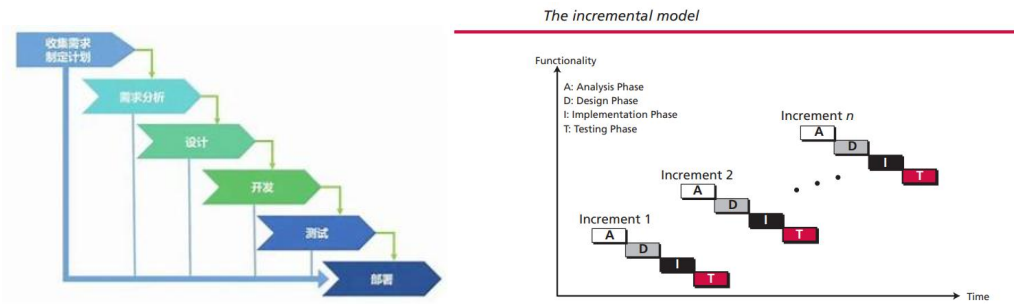 收集需求
制定计划
需求分析
设计
开发
测试
部署
The incremental model
Functionality
A: Analysis Phase
D: Design Phase
I: Implementation Phase
T: Testing Phase
Increment n
A
D
I
T
Increment 2
A
D
I
T
Increment 1
A
D
I
T
Time